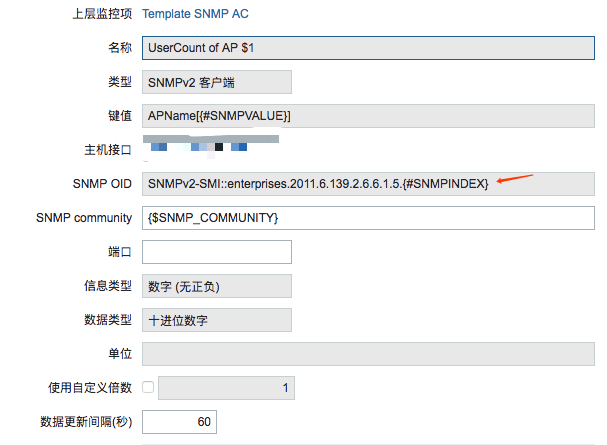 上层监控项 Template SNMP AC
名称 UserCount of AP $1
类型 SNMPv2 客户端
键值 APName[{#SNMPVALUE}]
主机接口
SNMP OID SNMPv2-SMI::enterprises.2011.6.139.2.6.6.1.5.{#SNMPINDEX}
SNMP community {$SNMP_COMMUNITY}
端口
信息类型 数字 (无正负)
数据类型 十进位数字
单位
使用自定义倍数 1
数据更新间隔(秒) 60